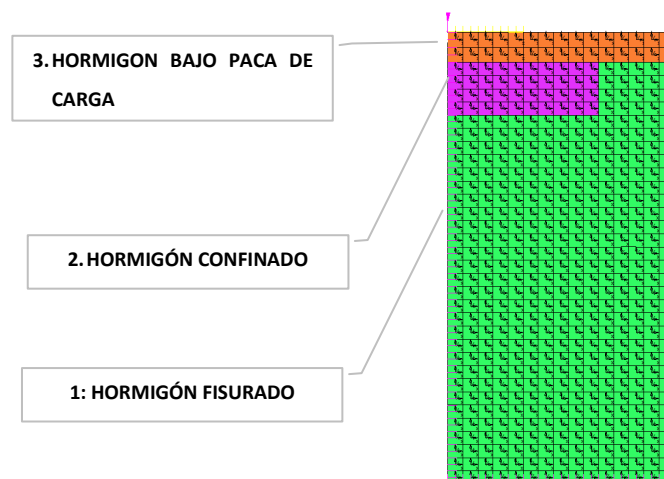 3. HORMIGON BAJO PACA DE
CARGA
2. HORMIGÓN CONFINADO
1: HORMIGÓN FISURADO